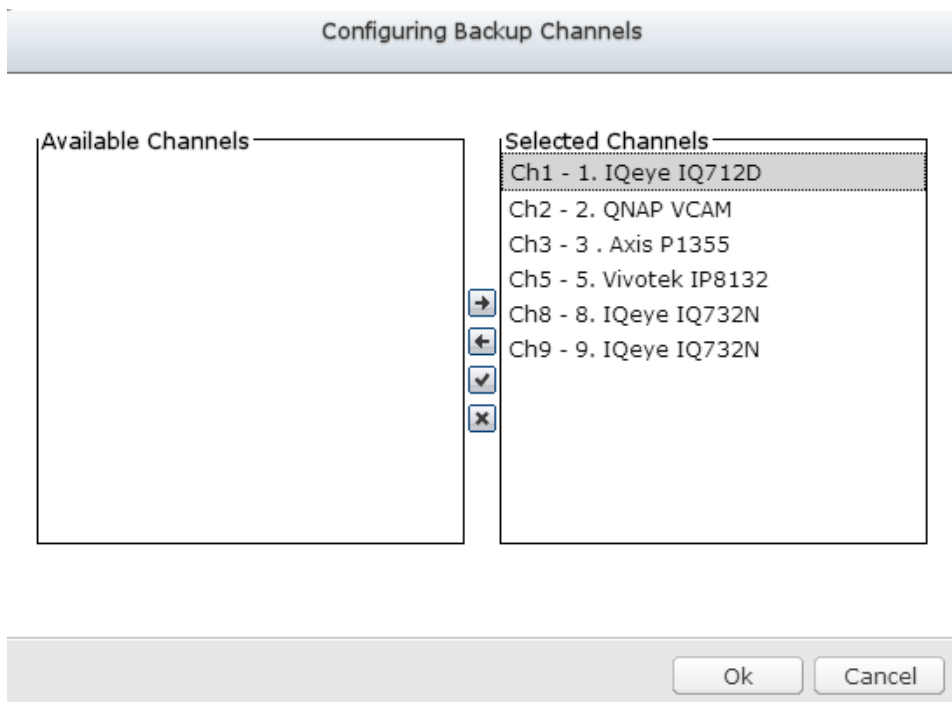 Configuring Backup Channels
Available Channels
Selected Channels
Ch1 - 1. IQeye IQ712D
Ch2 - 2. QNAP VCAM
Ch3 - 3 . Axis P1355
Ch5 - 5. Vivotek IP8132
Ch8 - 8. IQeye IQ732N
Ch9 - 9. IQeye IQ732N
Ok
Cancel